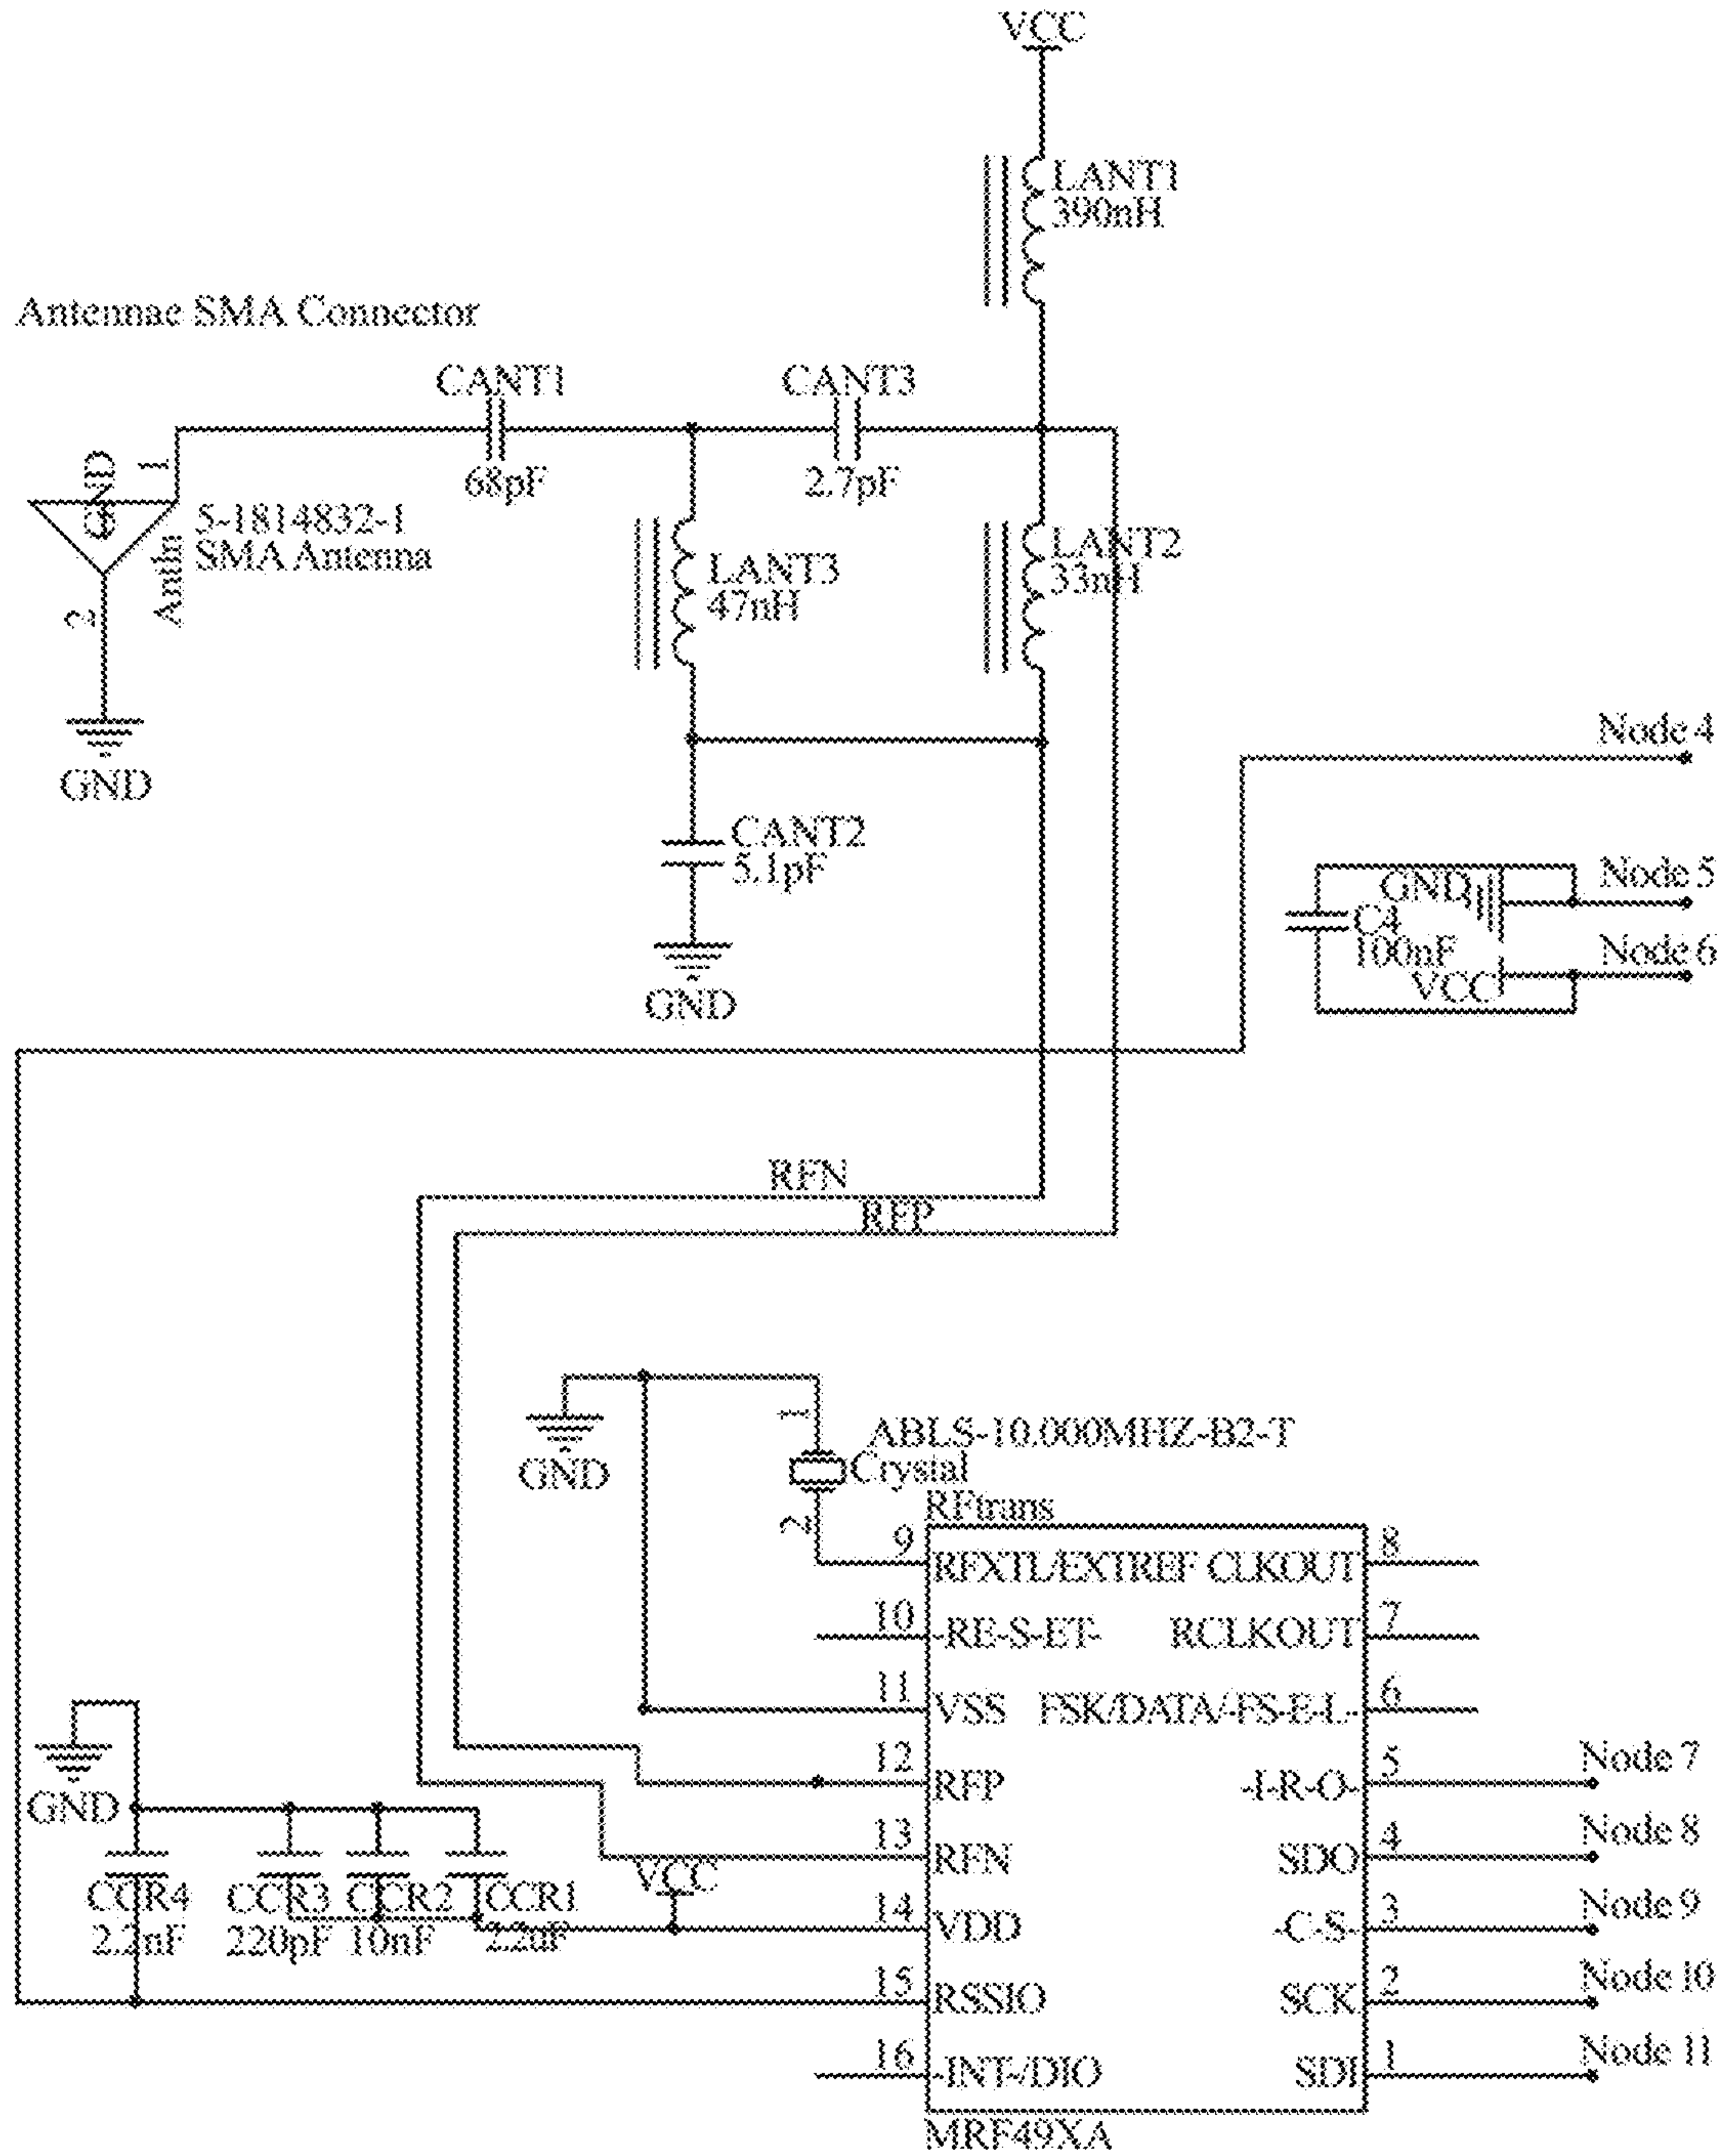 VCC
LANT1
390nH
Antennae SMA Connector
CANT1
CANT3
68pF
2.7pF
GND
1
5-1814832-1
SMA Antenna
AntIn
2
GND
LANT3
47nH
LANT2
33nH
CANT2
5.1pF
GND
Node 4
Node 5
GND
C4
100nF
Node 6
VCC
RFN
RFP
GND
1
ABLS-10.000MHZ-B2-T
Crystal
2
RFtrans
9 RFXTL/EXTREF CLKOUT 8
10 -RE-S-ET- RCLKOUT 7
11 VSS FSK/DATA/-FS-E-L- 6
12 RFP -I-R-O- 5 Node 7
13 RFN SDO 4 Node 8
14 VDD -C-S- 3 Node 9
15 RSSIO SCK 2 Node 10
16 -INT-/DIO SDI 1 Node 11
MRF49XA
GND
VCC
CCR4
2.2nF
CCR3
220pF
CCR2
10nF
CCR1
2.2uF